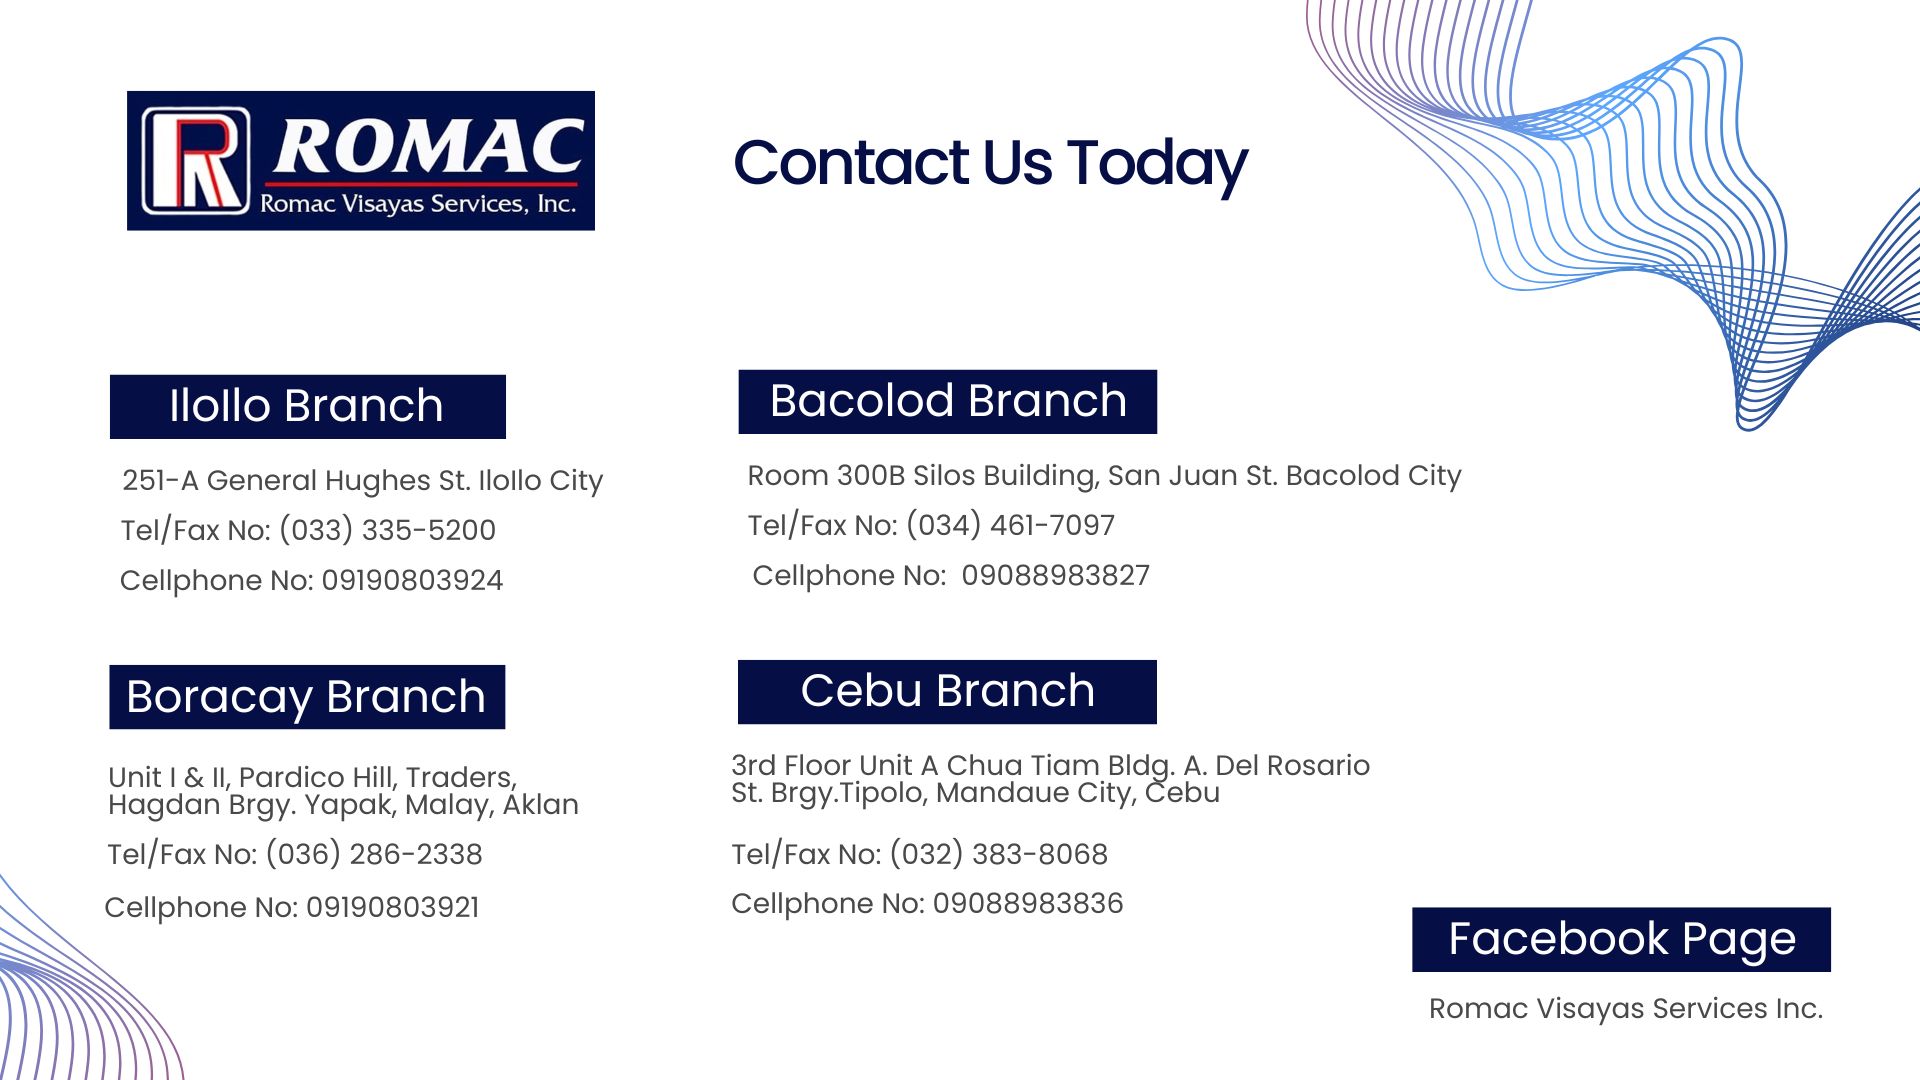 ROMAC
Romac Visayas Services, Inc.
Contact Us Today
IloIlo Branch
251-A General Hughes St. IloIlo City
Tel/Fax No: (033) 335-5200
Cellphone No: 09190803924
Bacolod Branch
Room 300B Silos Building, San Juan St. Bacolod City
Tel/Fax No: (034) 461-7097
Cellphone No: 09088983827
Boracay Branch
Unit I & II, Pardico Hill, Traders,
Hagdan Brgy. Yapak, Malay, Aklan
Tel/Fax No: (036) 286-2338
Cellphone No: 09190803921
Cebu Branch
3rd Floor Unit A Chua Tiam Bldg. A. Del Rosario
St. Brgy.Tipolo, Mandaue City, Cebu
Tel/Fax No: (032) 383-8068
Cellphone No: 09088983836
Facebook Page
Romac Visayas Services Inc.